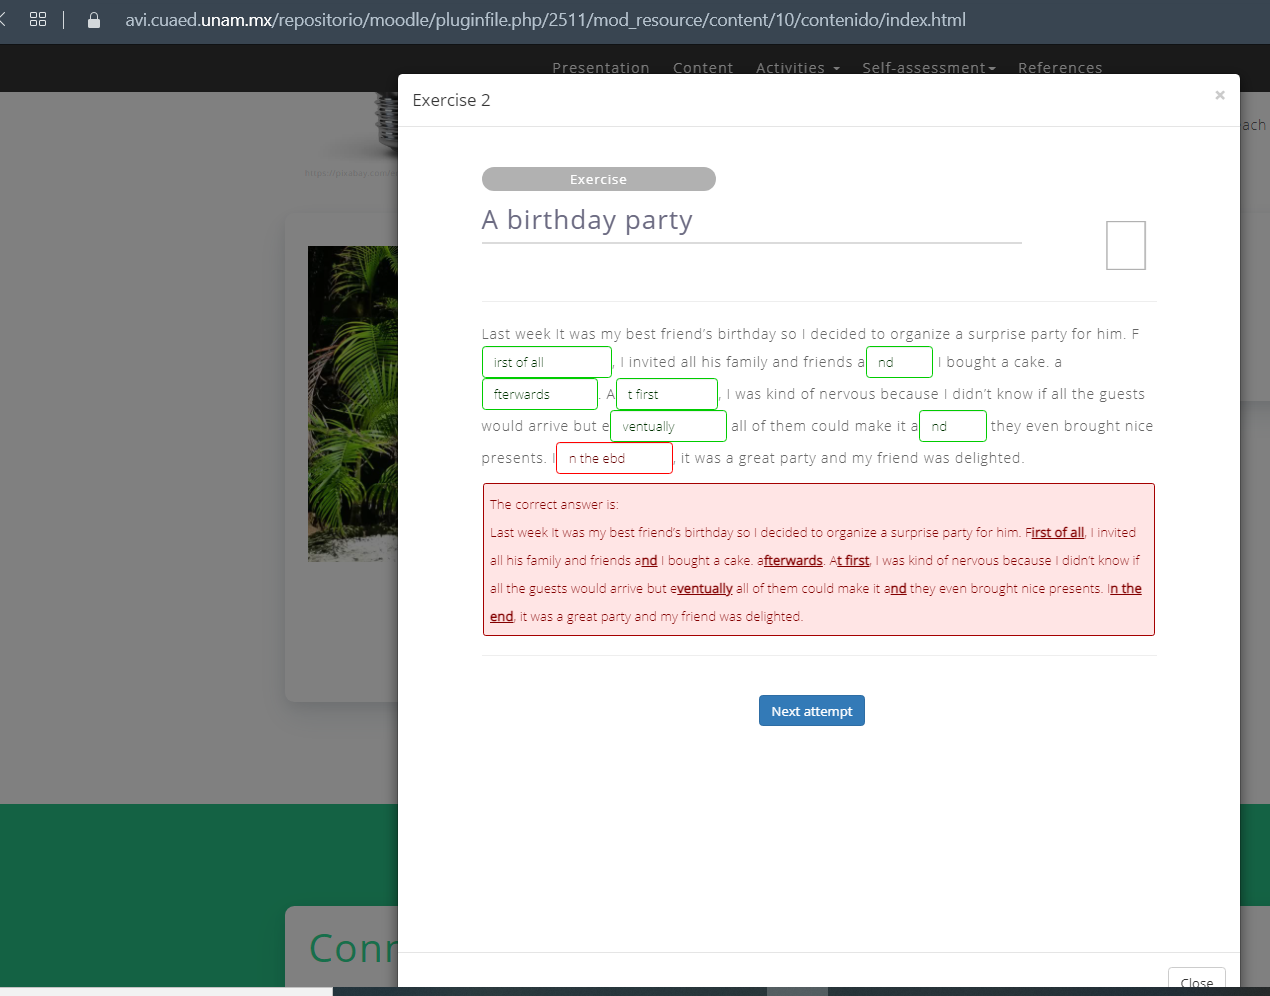 avi.cuaed.unam.mx/repositorio/moodle/pluginfile.php/2511/mod_resource/content/10/contenido/index.html
Presentation Content Activities Self-assessment References
Exercise 2 ×
ach
Exercise
A birthday party
Last week It was my best friend's birthday so I decided to organize a surprise party for him. F
irst of all, I invited all his family and friends and I bought a cake. a
fterwards. At first, I was kind of nervous because I didn't know if all the guests
would arrive but eventually all of them could make it and they even brought nice
presents. In the ebd, it was a great party and my friend was delighted.
The correct answer is:
Last week It was my best friend's birthday so I decided to organize a surprise party for him. First of all, I invited
all his family and friends and I bought a cake. afterwards. At first, I was kind of nervous because I didn't know if
all the guests would arrive but eventually all of them could make it and they even brought nice presents. In the
end, it was a great party and my friend was delighted.
Next attempt
Close